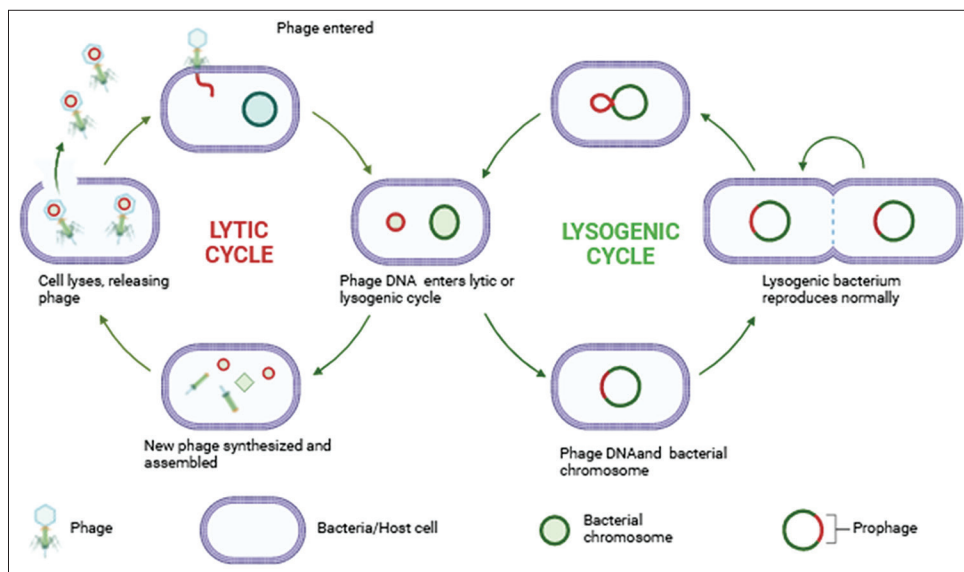 Phage entered
LYTIC
CYCLE
LYSOGENIC
CYCLE
Cell lyses, releasing
phage
Phage DNA enters lytic or
lysogenic cycle
Lysogenic bacterium
reproduces normally
New phage synthesized and
assembled
Phage DNAand bacterial
chromosome
Phage
Bacteria/Host cell
Bacterial
chromosome
Prophage